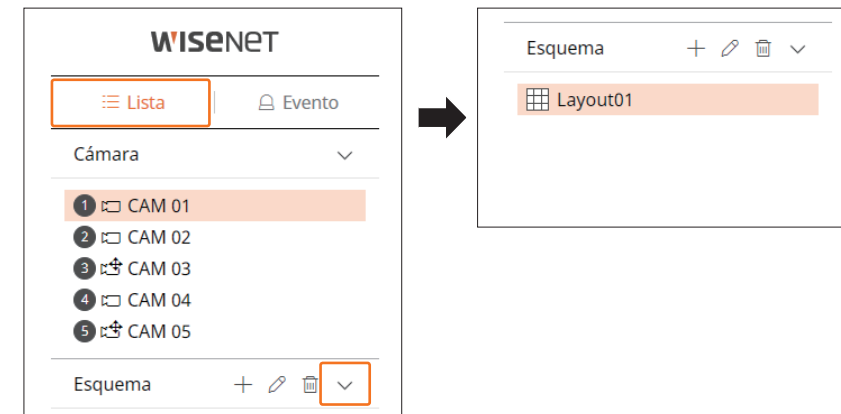 WISENET
Lista
Evento
Cámara
1 CAM 01
2 CAM 02
3 CAM 03
4 CAM 04
5 CAM 05
Esquema
Esquema
Layout01